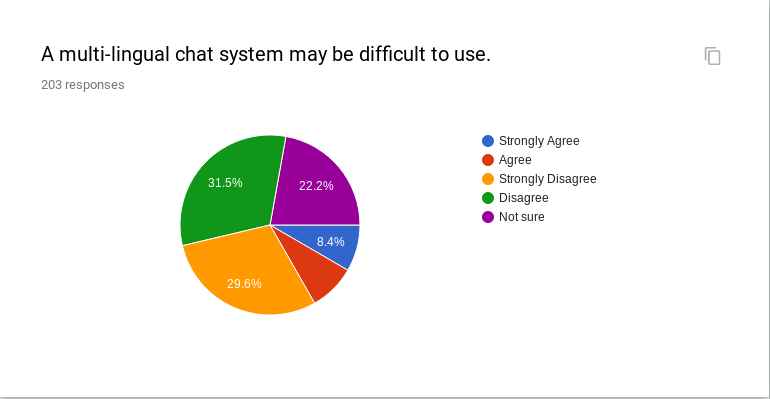 A multi-lingual chat system may be difficult to use.
203 responses
Strongly Agree
Agree
Strongly Disagree
Disagree
Not sure
31.5%
22.2%
8.4%
29.6%